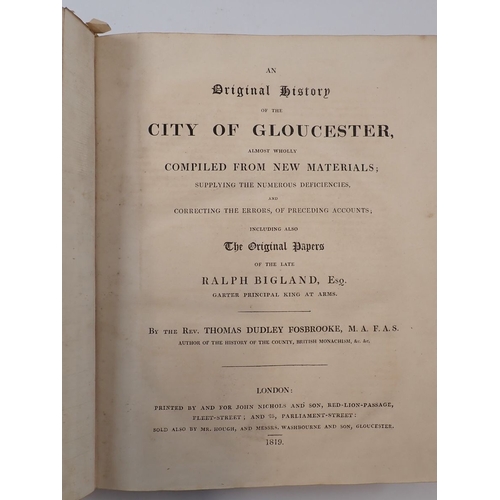 AN
Original History
OF THE
CITY OF GLOUCESTER,
ALMOST WHOLLY
COMPILED FROM NEW MATERIALS;
SUPPLYING THE NUMEROUS DEFICIENCIES,
AND
CORRECTING THE ERRORS, OF PRECEDING ACCOUNTS;
INCLUDING ALSO
The Original Papers
OF THE LATE
RALPH BIGLAND, Esq.
GARTER PRINCIPAL KING AT ARMS.
By the Rev. THOMAS DUDLEY FOSBROOKE, M. A. F. A. S.
AUTHOR OF THE HISTORY OF THE COUNTY, BRITISH MONACHISM, &c. &c.
LONDON:
PRINTED BY AND FOR JOHN NICHOLS AND SON, RED-LION-PASSAGE,
FLEET-STREET; AND 25, PARLIAMENT-STREET:
SOLD ALSO BY MR. HOUGH, AND MESSRS. WASHBOURNE AND SON, GLOUCESTER.
1819.